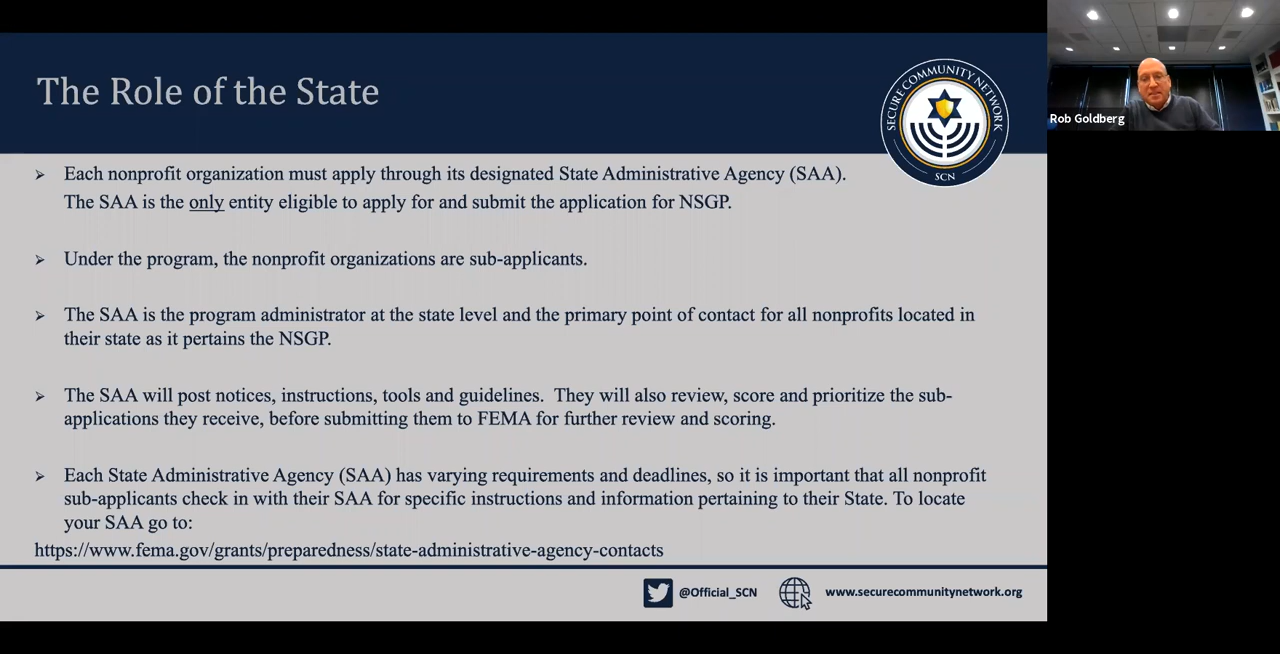 The Role of the State
SECURE COMMUNITY NETWORK
SCN
Rob Goldberg
➢ Each nonprofit organization must apply through its designated State Administrative Agency (SAA).
The SAA is the only entity eligible to apply for and submit the application for NSGP.
➢ Under the program, the nonprofit organizations are sub-applicants.
➢ The SAA is the program administrator at the state level and the primary point of contact for all nonprofits located in
their state as it pertains the NSGP.
➢ The SAA will post notices, instructions, tools and guidelines.  They will also review, score and prioritize the sub-
applications they receive, before submitting them to FEMA for further review and scoring.
➢ Each State Administrative Agency (SAA) has varying requirements and deadlines, so it is important that all nonprofit
sub-applicants check in with their SAA for specific instructions and information pertaining to their State. To locate
your SAA go to:
https://www.fema.gov/grants/preparedness/state-administrative-agency-contacts
@Official_SCN
www.securecommunitynetwork.org